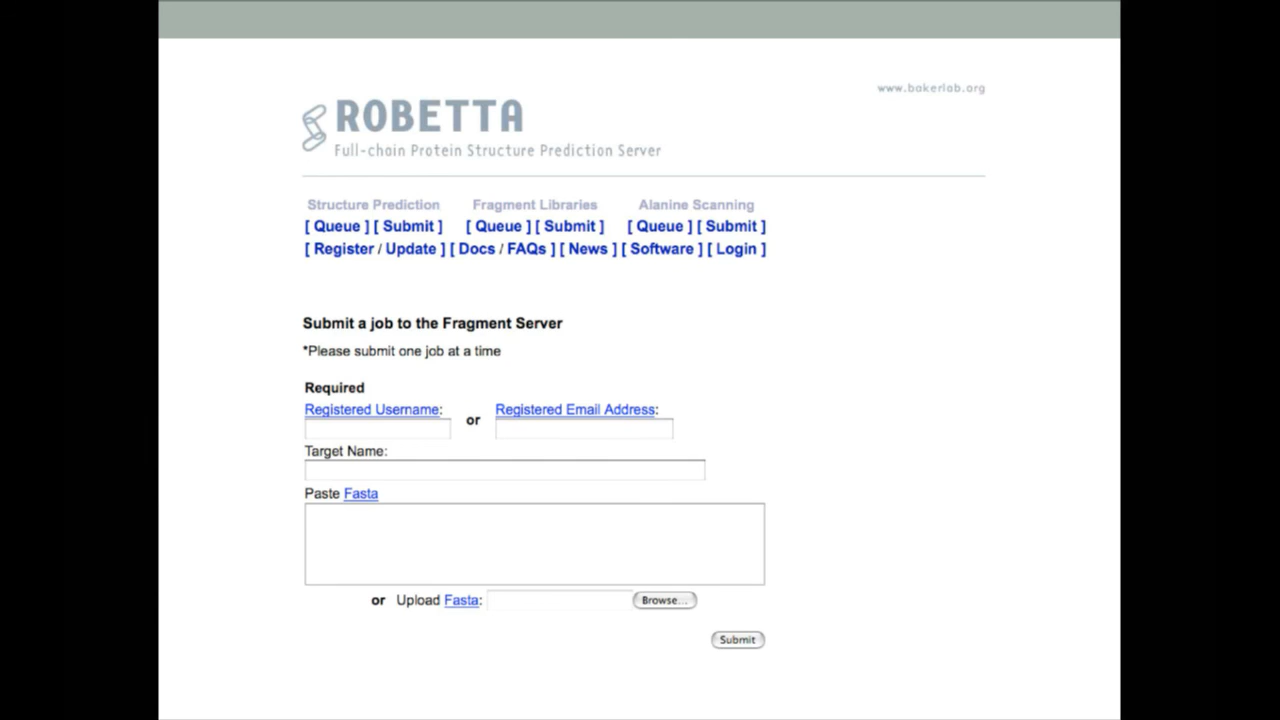 www.bakerlab.org
ROBETTA
Full-chain Protein Structure Prediction Server
Structure Prediction Fragment Libraries Alanine Scanning
[ Queue ] [ Submit ] [ Queue ] [ Submit ] [ Queue ] [ Submit ]
[ Register / Update ] [ Docs / FAQs ] [ News ] [ Software ] [ Login ]
Submit a job to the Fragment Server
*Please submit one job at a time
Required
Registered Username: or Registered Email Address:
Target Name:
Paste Fasta
or Upload Fasta: Browse...
Submit